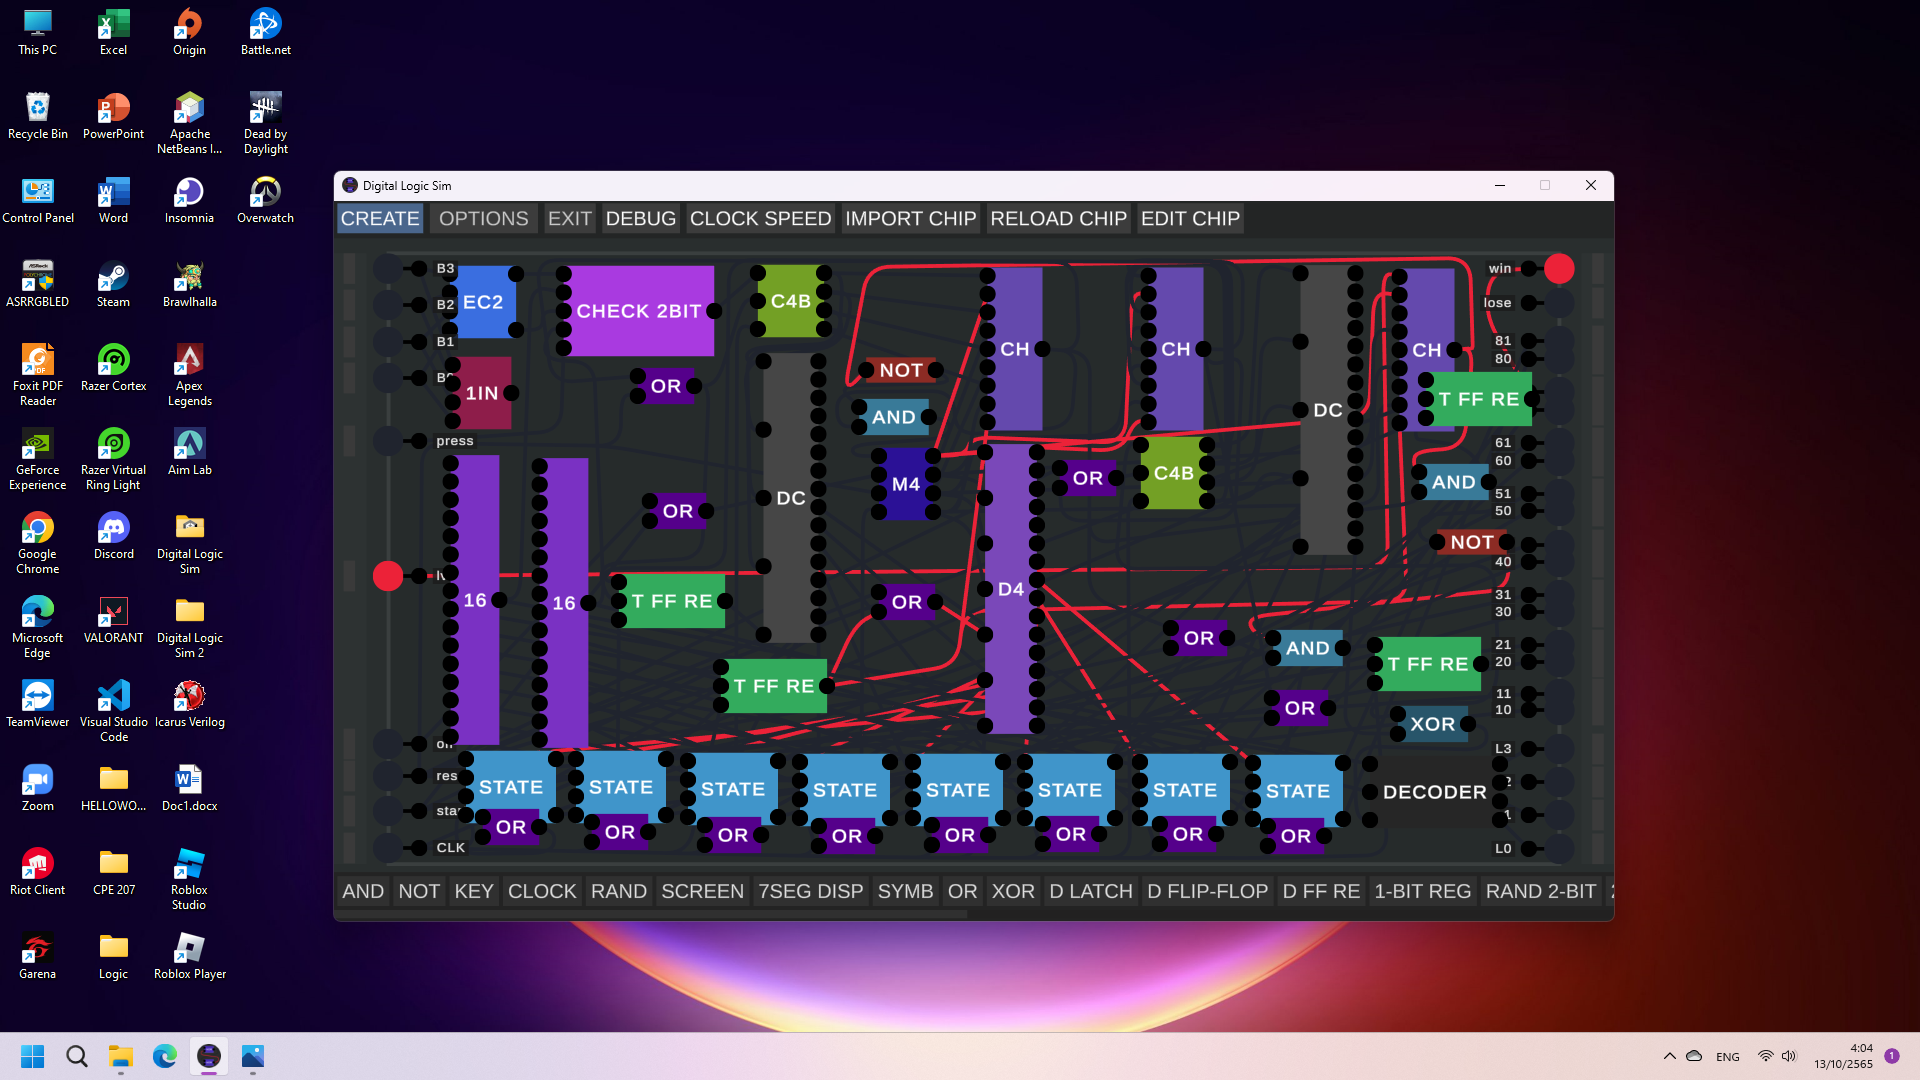 This PC
Excel
Origin
Battle.net
Recycle Bin
PowerPoint
Apache
NetBeans I...
Dead by
Daylight
Control Panel
Word
Insomnia
Overwatch
ASRRGBLED
Steam
Brawlhalla
Foxit PDF
Reader
Razer Cortex
Apex
Legends
GeForce
Experience
Razer Virtual
Ring Light
Aim Lab
Google
Chrome
Discord
Digital Logic
Sim
Microsoft
Edge
VALORANT
Digital Logic
Sim 2
TeamViewer
Visual Studio
Code
Icarus Verilog
Zoom
HELLOWO...
Doc1.docx
Riot Client
CPE 207
Roblox
Studio
Garena
Logic
Roblox Player
Digital Logic Sim
CREATE OPTIONS EXIT DEBUG CLOCK SPEED IMPORT CHIP RELOAD CHIP EDIT CHIP
B3
B2
B1
press
res
CLK
EC2
CHECK 2BIT
C4B
1IN
OR
NOT
AND
CH
CH
CH
DC
T FF RE
M4
OR
C4B
AND
DC
OR
NOT
16
16
T FF RE
OR
D4
OR
AND
T FF RE
T FF RE
OR
XOR
STATE
STATE
STATE
STATE
STATE
STATE
STATE
STATE
DECODER
OR
OR
OR
OR
OR
OR
OR
OR
win
lose
81
80
61
60
51
50
40
31
30
21
20
11
10
L3
L0
AND NOT KEY CLOCK RAND SCREEN 7SEG DISP SYMB OR XOR D LATCH D FLIP-FLOP D FF RE 1-BIT REG RAND 2-BIT
ENG
4:04
13/10/2565
1